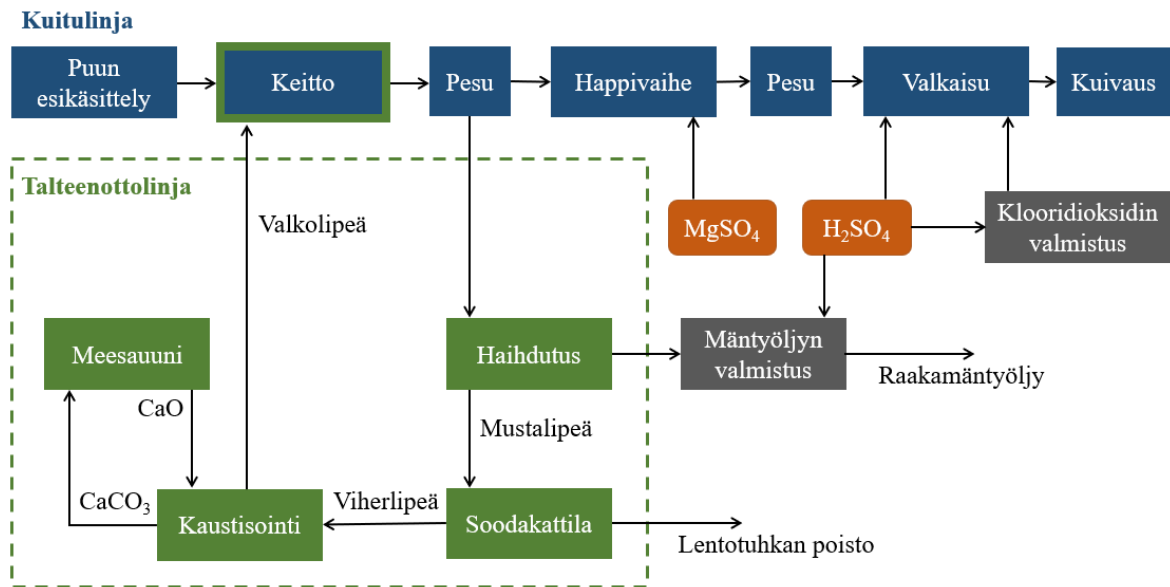 Kuitulinja
Puun
esikäsittely
Keitto
Pesu
Happivaihe
Pesu
Valkaisu
Kuivaus
Talteenottolinja
Valkolipeä
MgSO₄
H₂SO₄
Klooridioksidin
valmistus
Meesauuni
Haihdutus
Mäntyöljyn
valmistus
Raakamäntyöljy
CaO
Mustalipeä
CaCO₃
Kaustisointi
Viherlipeä
Soodakattila
Lentotuhkan poisto